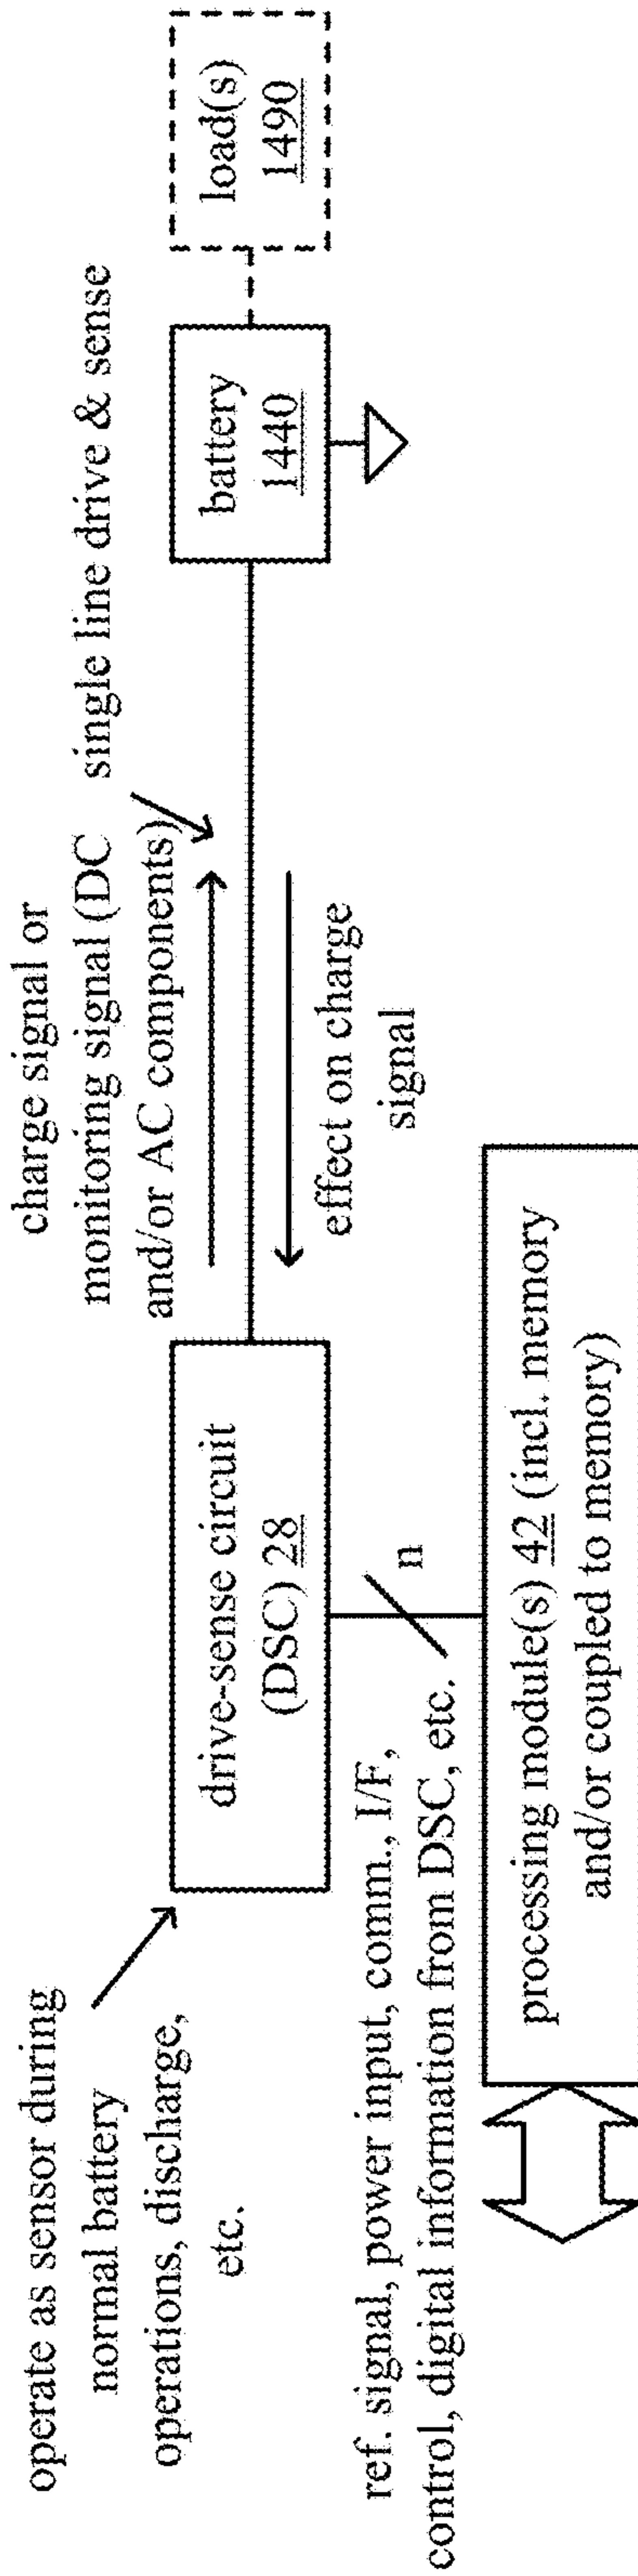 operate as sensor during
normal battery
operations, discharge,
etc.
charge signal or
monitoring signal (DC
and/or AC components)
single line drive & sense
drive-sense circuit
(DSC) 28
effect on charge
signal
battery
1440
load(s)
1490
ref. signal, power input, comm., I/F,
control, digital information from DSC, etc.
n
processing module(s) 42 (incl. memory
and/or coupled to memory)